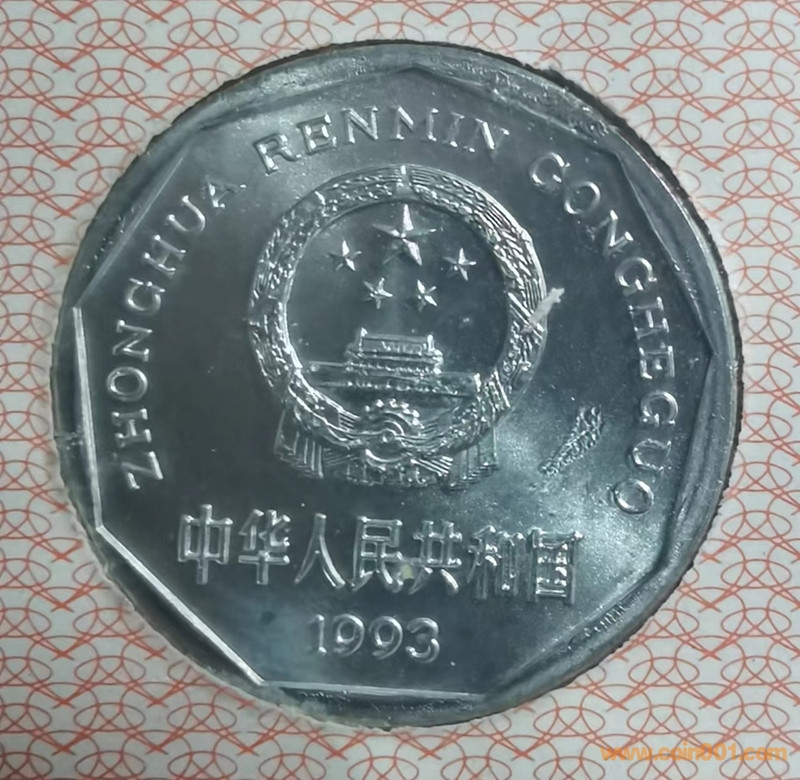 ZHONGHUA RENMIN GONGHEGUO
中华人民共和国
1993
www.coin001.com